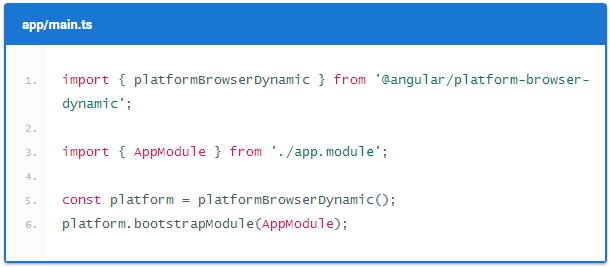 app/main.ts
1. import { platformBrowserDynamic } from '@angular/platform-browser-
dynamic';
2.
3. import { AppModule } from './app.module';
4.
5. const platform = platformBrowserDynamic();
6. platform.bootstrapModule(AppModule);